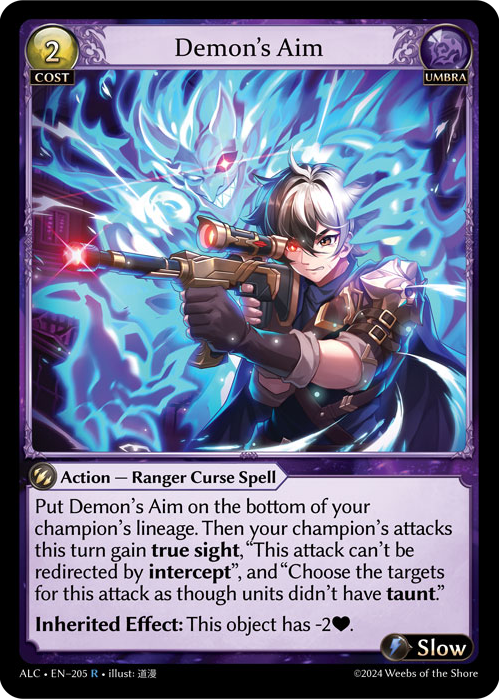 2
COST
Demon's Aim
UMBRA
Action — Ranger Curse Spell
Put Demon's Aim on the bottom of your
champion's lineage. Then your champion's attacks
this turn gain true sight, “This attack can't be
redirected by intercept”, and “Choose the targets
for this attack as though units didn't have taunt.”
Inherited Effect: This object has -2♥.
Slow
ALC • EN-205 R • illust: 道漫
©2024 Weebs of the Shore